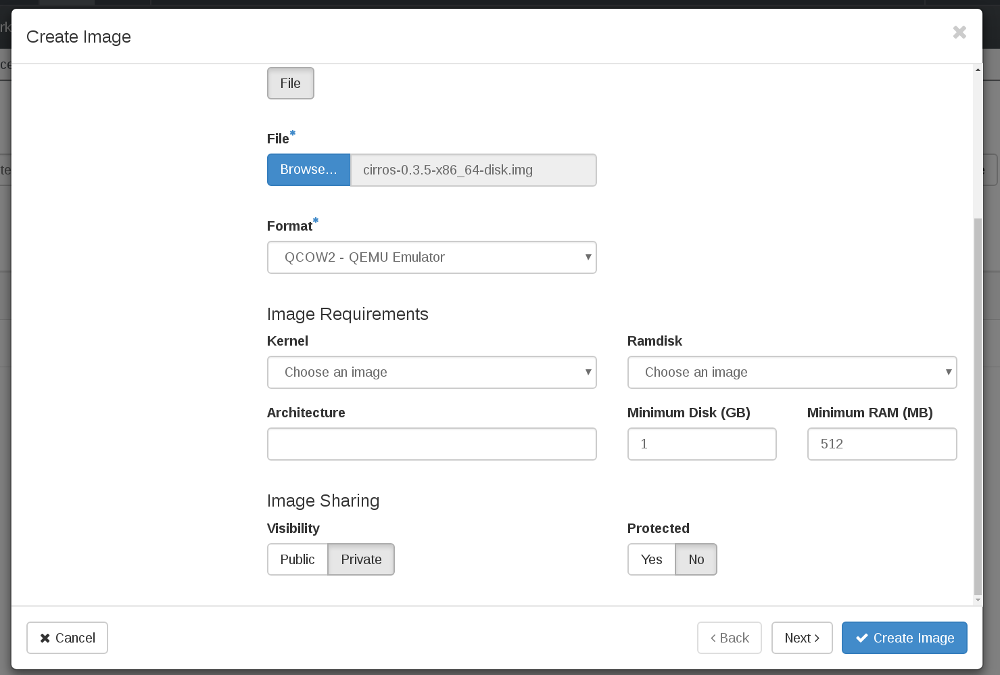 Create Image
File
File*
Browse... cirros-0.3.5-x86_64-disk.img
Format*
QCOW2 - QEMU Emulator
Image Requirements
Kernel Ramdisk
Choose an image Choose an image
Architecture Minimum Disk (GB) Minimum RAM (MB)
1 512
Image Sharing
Visibility Protected
Public Private Yes No
Cancel < Back Next > Create Image